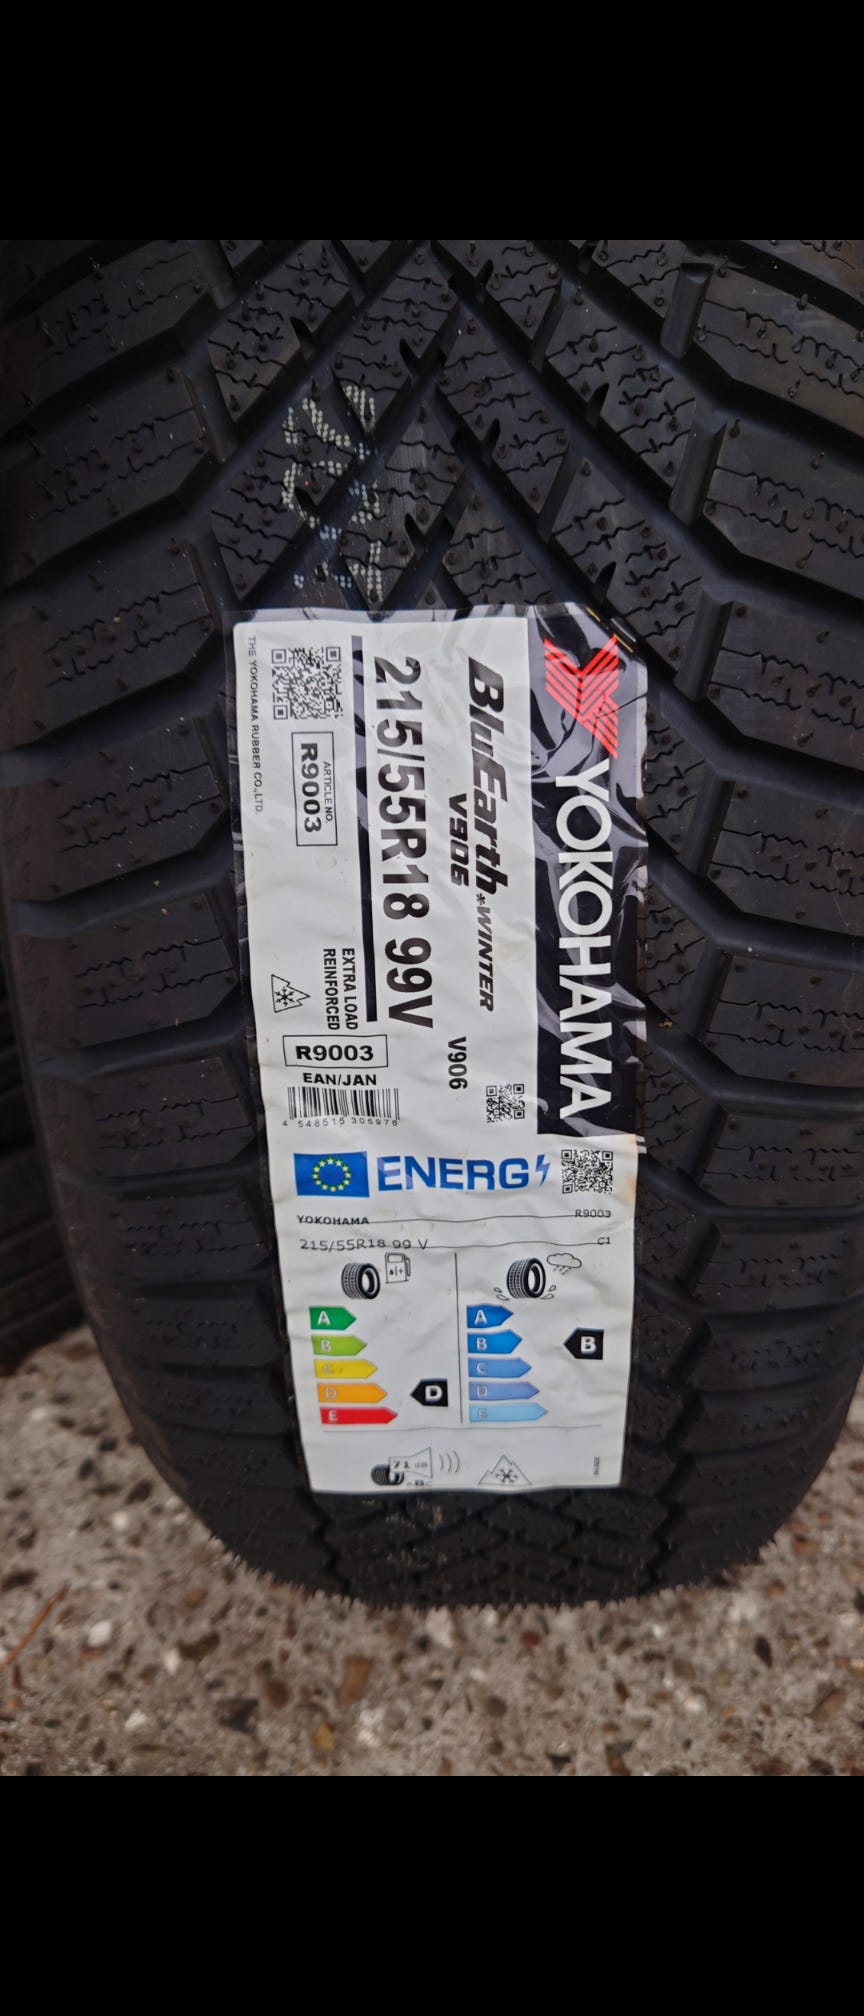 YOKOHAMA
BluEarth*WINTER
V906
V906
215/55R18 99V
EXTRA LOAD
REINFORCED
ARTICLE NO.
R9003
THE YOKOHAMA RUBBER CO.,LTD.
R9003
EAN/JAN
4 548515 305976
ENERG
YOKOHAMA R9003
215/55R18 99 V C1
A A
B B B
C C
D D D
E E
71 dB
B